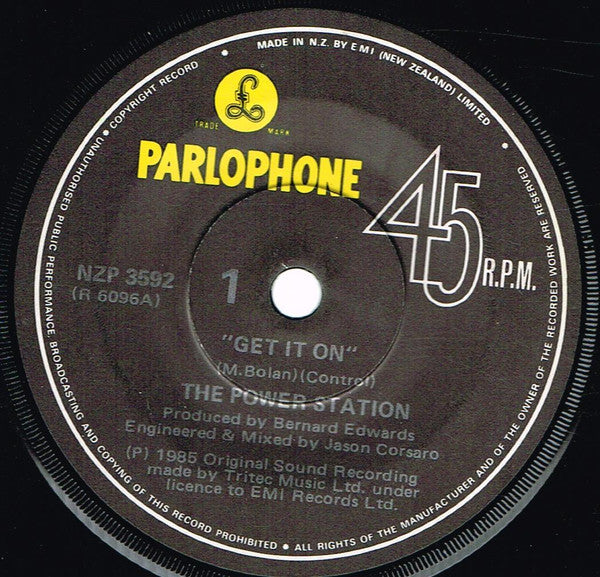 UNAUTHORISED PUBLIC PERFORMANCE BROADCASTING AND COPYING OF THIS RECORD PROHIBITED • ALL RIGHTS OF THE MANUFACTURER AND OF THE OWNER OF THE RECORDED WORK ARE RESERVED •
COPYRIGHT RECORD •
MADE IN N.Z. BY EMI (NEW ZEALAND) LIMITED
£
TRADE MARK
PARLOPHONE
45 R.P.M.
NZP 3592
(R 6096A)
1
"GET IT ON"
(M.Bolan) (Control)
THE POWER STATION
Produced by Bernard Edwards
Engineered & Mixed by Jason Corsaro
(P) 1985 Original Sound Recording
made by Tritec Music Ltd. under
licence to EMI Records Ltd.